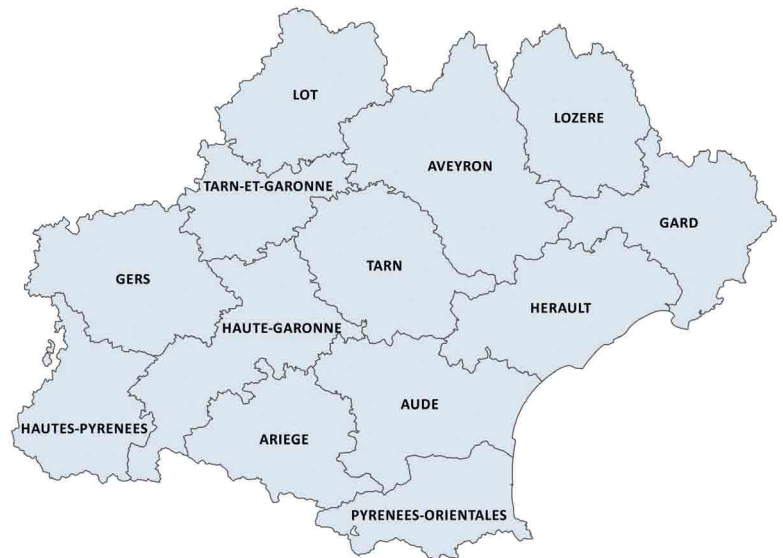 LOT
LOZERE
AVEYRON
TARN-ET-GARONNE
GARD
TARN
GERS
HERAULT
HAUTE-GARONNE
AUDE
HAUTES-PYRENEES
ARIEGE
PYRENEES-ORIENTALES